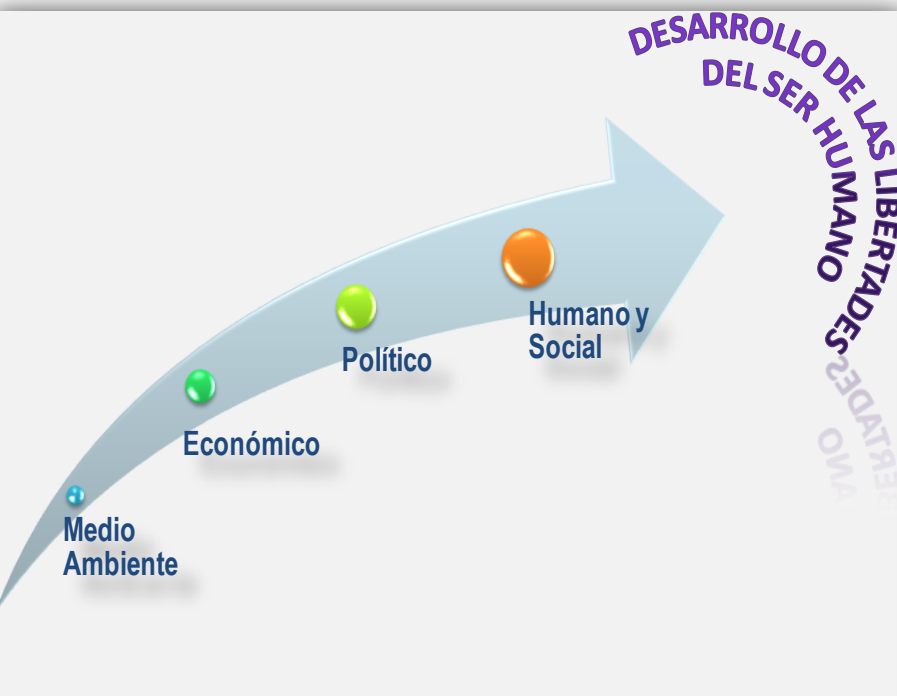 DESARROLLO DE LAS LIBERTADES
DEL SER HUMANO
Humano y
Social
Político
Económico
Medio
Ambiente